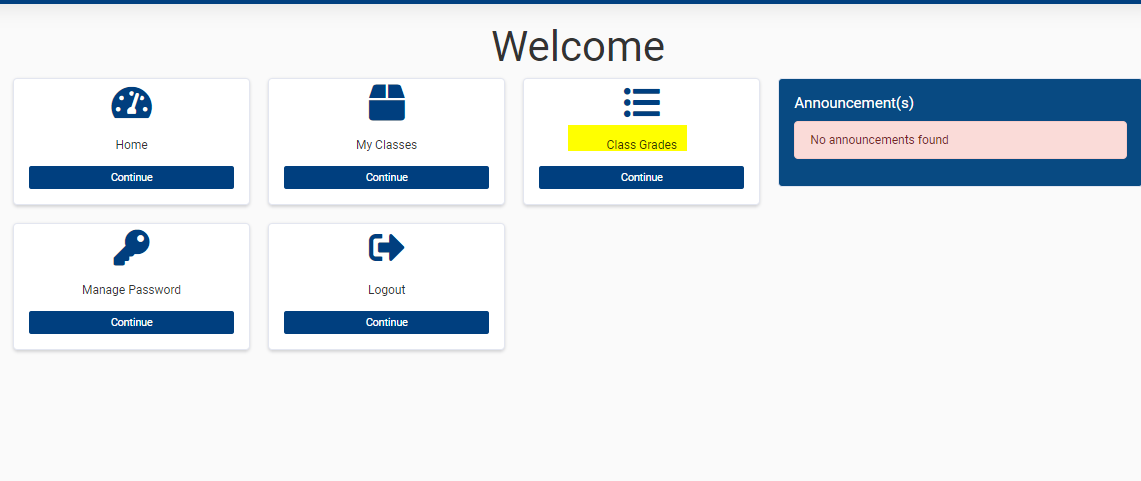 Welcome
Home
Continue
My Classes
Continue
Class Grades
Continue
Announcement(s)
No announcements found
Manage Password
Continue
Logout
Continue